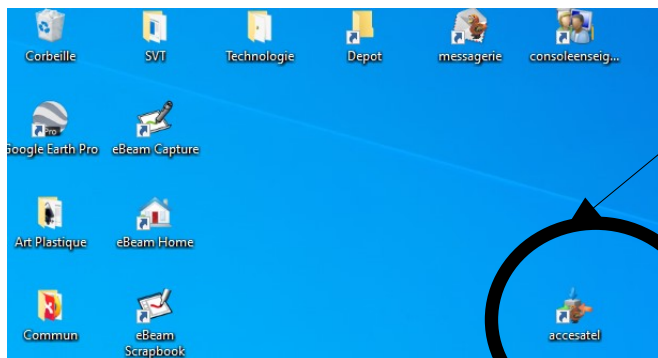 Corbeille
SVT
Technologie
Depot
messagerie
consoleenseig...
Pro
Google Earth Pro
eBeam Capture
Art Plastique
eBeam Home
Commun
eBeam
Scrapbook
accesatel